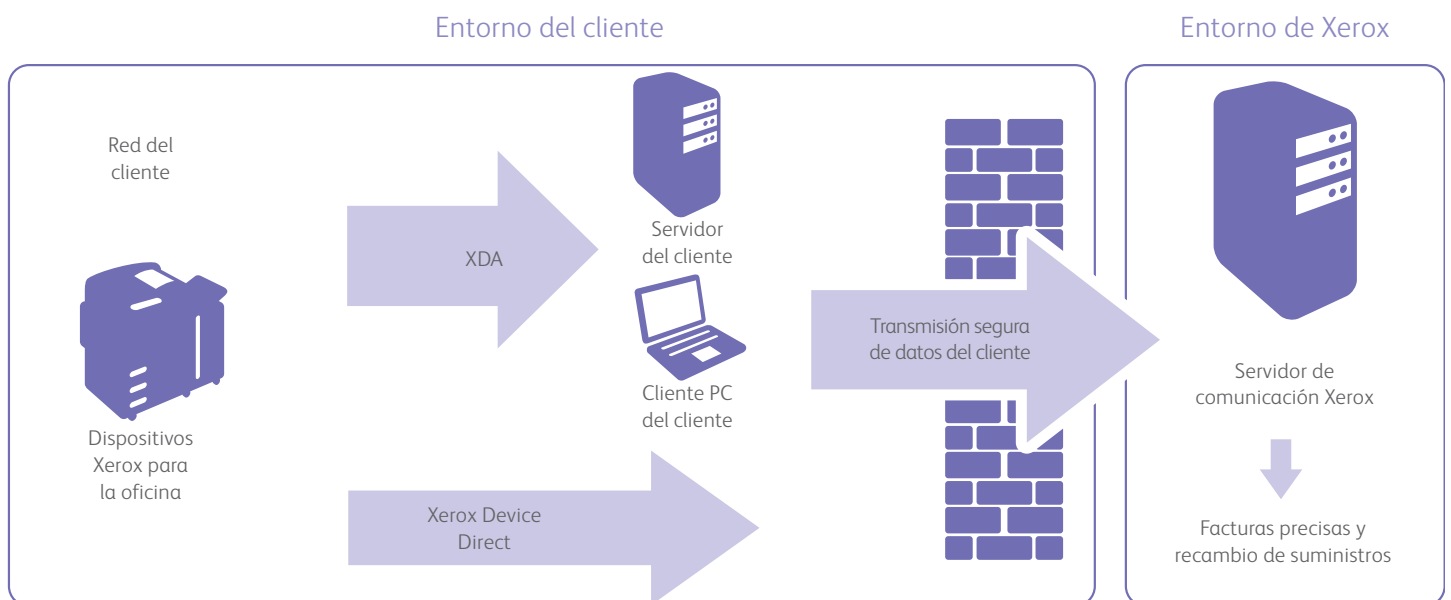 Entorno del cliente
Entorno de Xerox
Red del
cliente
Dispositivos
Xerox para
la oficina
XDA
Xerox Device
Direct
Servidor
del cliente
Cliente PC
del cliente
Transmisión segura
de datos del cliente
Servidor de
comunicación Xerox
Facturas precisas y
recambio de suministros